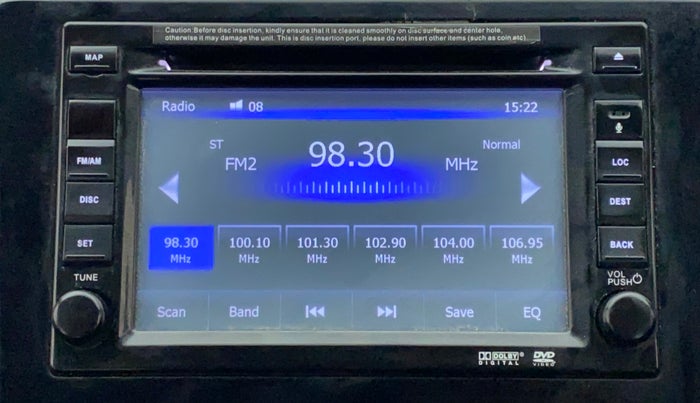 Caution:Before disc insertion, kindly ensure that it is cleaned smoothly on disc surface and center hole,
otherwise it may damage the unit. This is disc insertion port, please do not insert other items (such as coin,etc)
MAP
Radio 08 15:22
ST 98.30 Normal
FM2 MHz
FM/AM
LOC
DISC
DEST
SET
BACK
98.30 100.10 101.30 102.90 104.00 106.95
MHz MHz MHz MHz MHz MHz
TUNE
VOL
PUSH
Scan Band Save EQ
DOLBY DVD
DIGITAL VIDEO